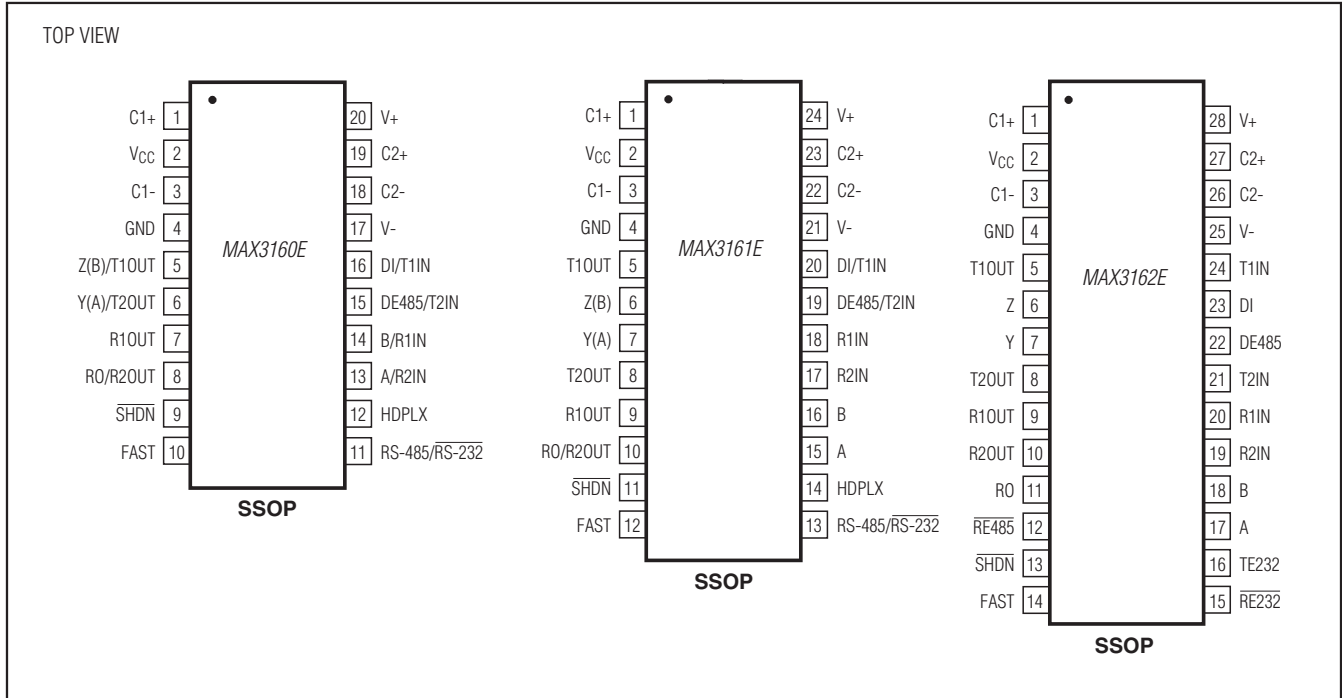 TOP VIEW
MAX3160E
C1+ 1
VCC 2
C1- 3
GND 4
Z(B)/T1OUT 5
Y(A)/T2OUT 6
R1OUT 7
RO/R2OUT 8
SHDN 9
FAST 10
20 V+
19 C2+
18 C2-
17 V-
16 DI/T1IN
15 DE485/T2IN
14 B/R1IN
13 A/R2IN
12 HDPLX
11 RS-485/RS-232
SSOP
MAX3161E
C1+ 1
VCC 2
C1- 3
GND 4
T1OUT 5
Z(B) 6
Y(A) 7
T2OUT 8
R1OUT 9
RO/R2OUT 10
SHDN 11
FAST 12
24 V+
23 C2+
22 C2-
21 V-
20 DI/T1IN
19 DE485/T2IN
18 R1IN
17 R2IN
16 B
15 A
14 HDPLX
13 RS-485/RS-232
SSOP
MAX3162E
C1+ 1
VCC 2
C1- 3
GND 4
T1OUT 5
Z 6
Y 7
T2OUT 8
R1OUT 9
R2OUT 10
RO 11
RE485 12
SHDN 13
FAST 14
28 V+
27 C2+
26 C2-
25 V-
24 T1IN
23 DI
22 DE485
21 T2IN
20 R1IN
19 R2IN
18 B
17 A
16 TE232
15 RE232
SSOP